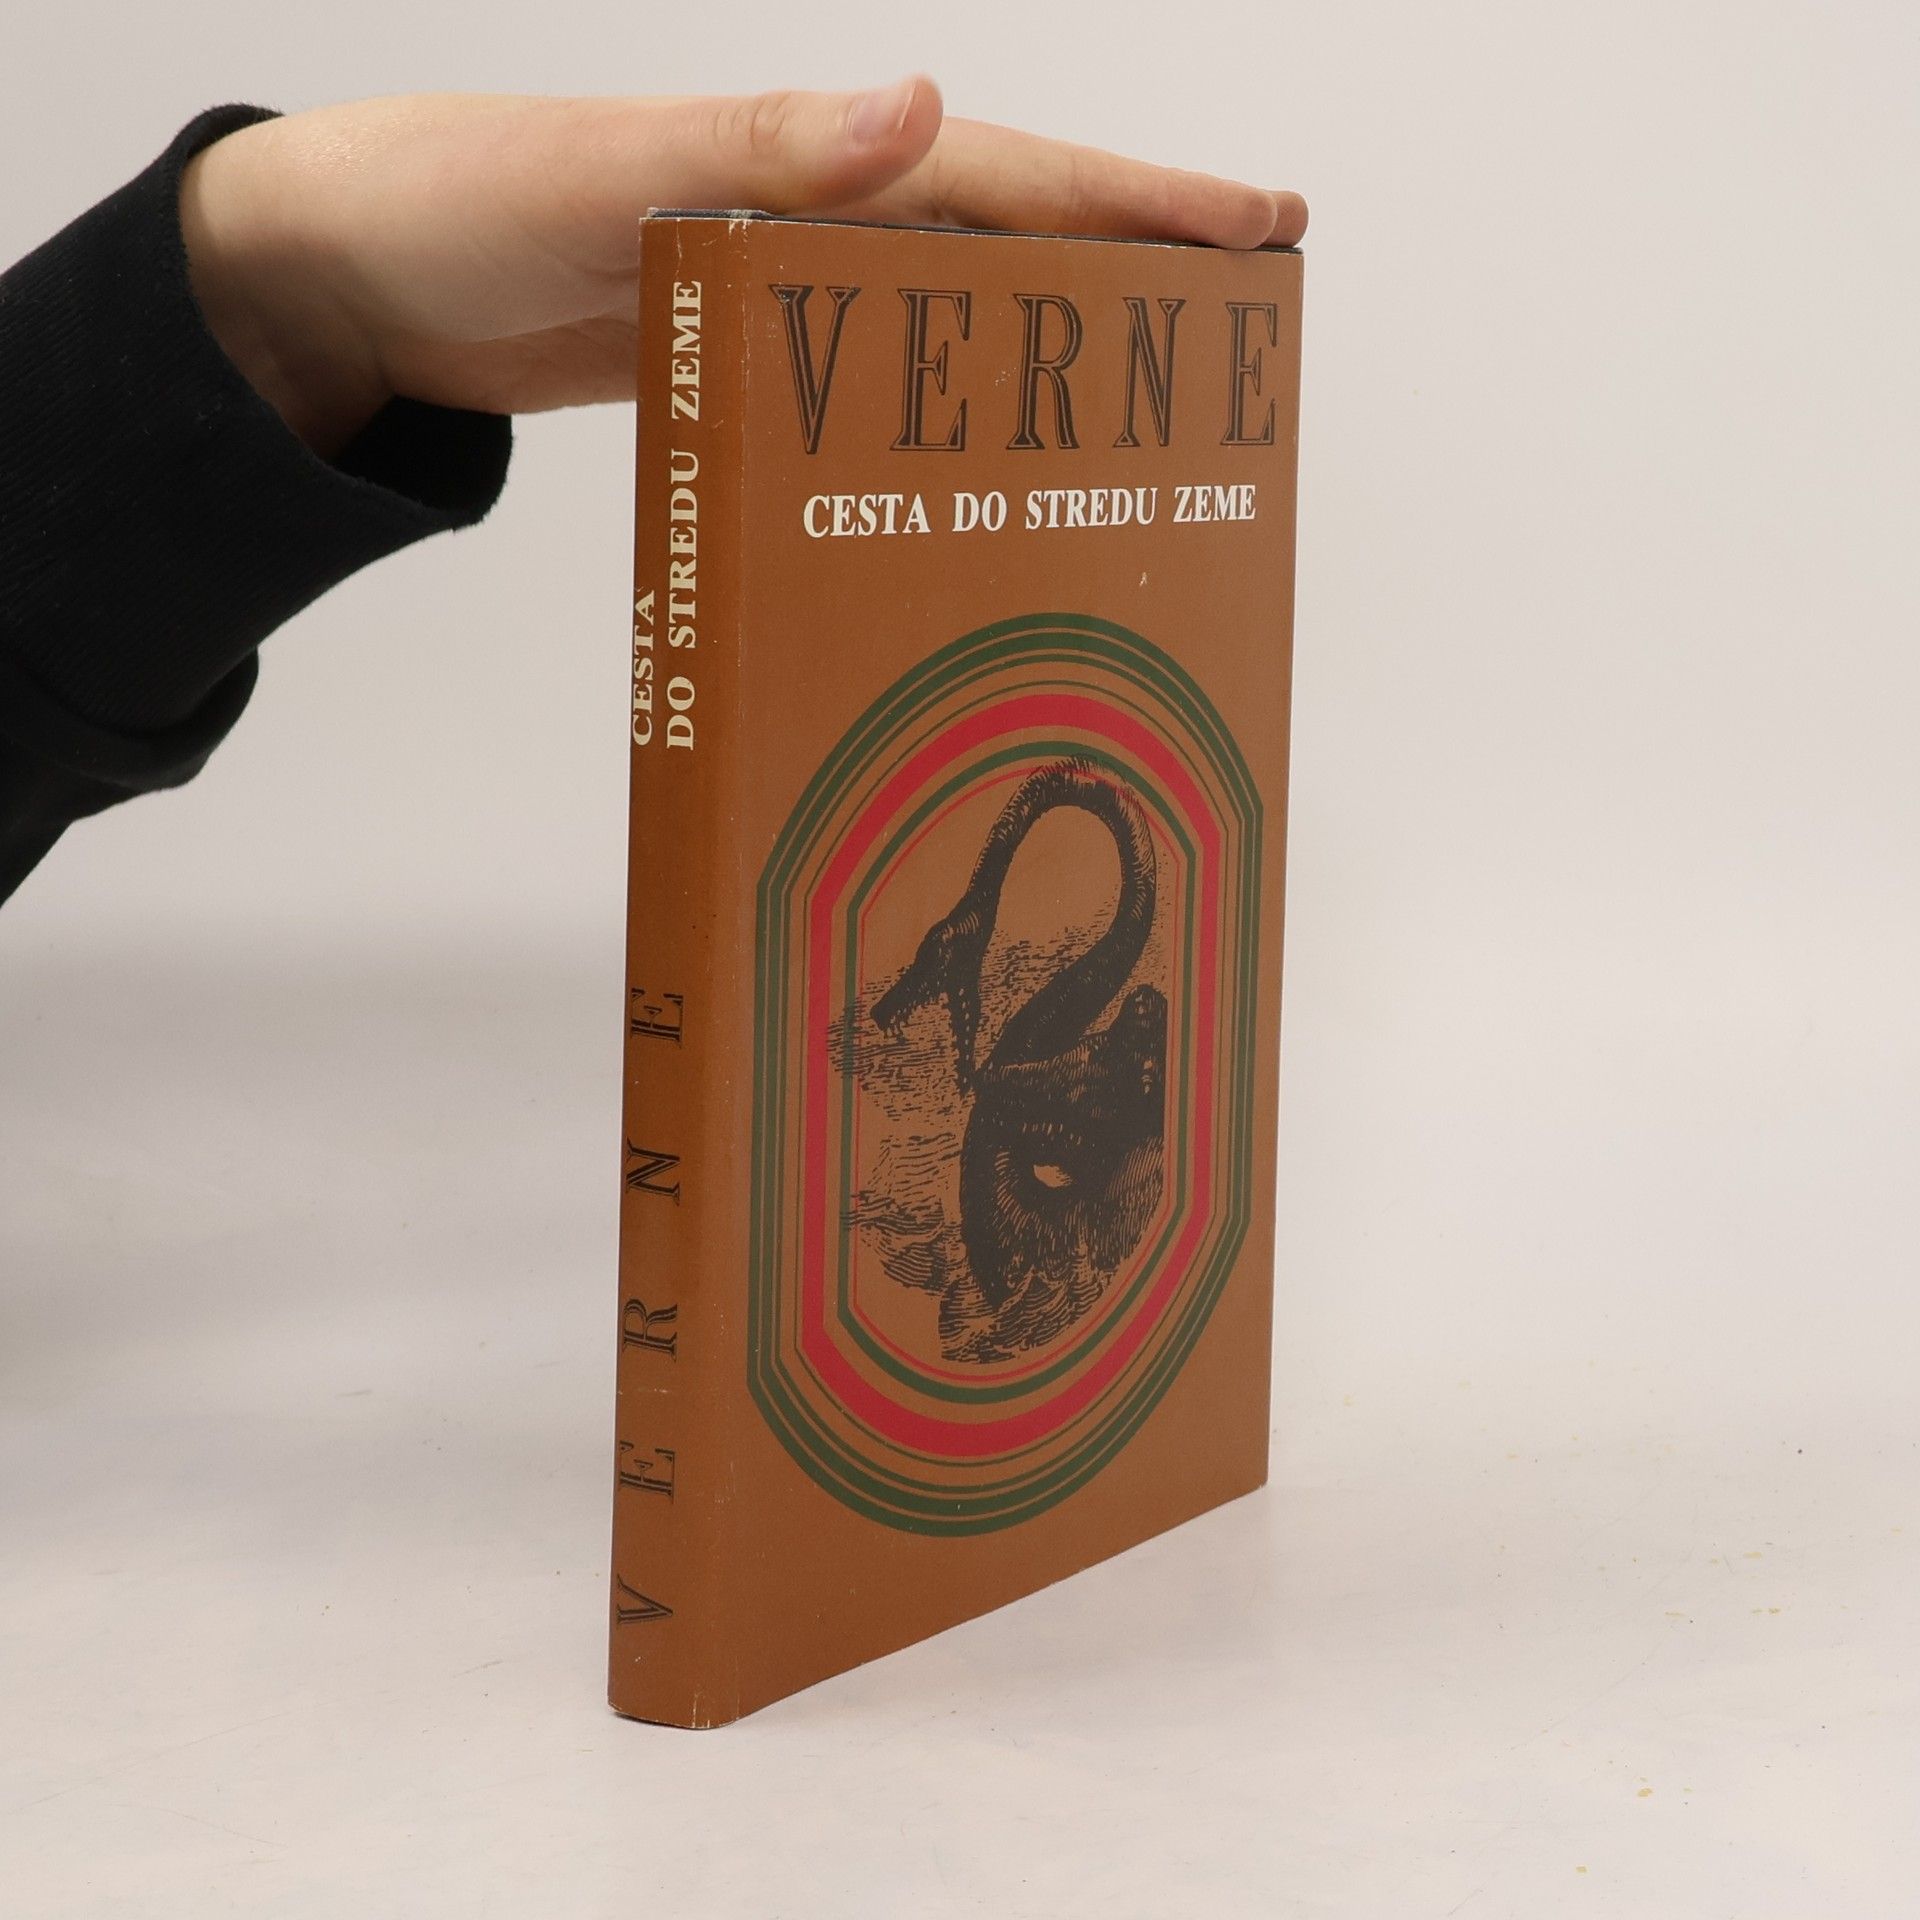 VERNE
CESTA DO STREDU ZEME
CESTA
DO STREDU ZEME
VERNE